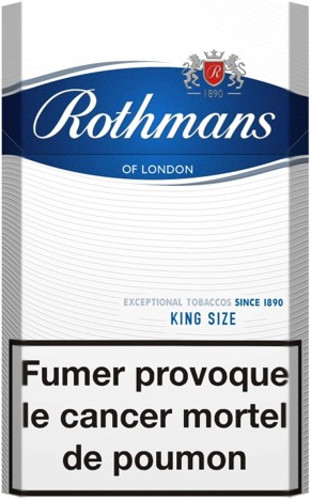 R
1890
Rothmans
OF LONDON
EXCEPTIONAL TOBACCOS SINCE 1890
KING SIZE
Fumer provoque
le cancer mortel
de poumon